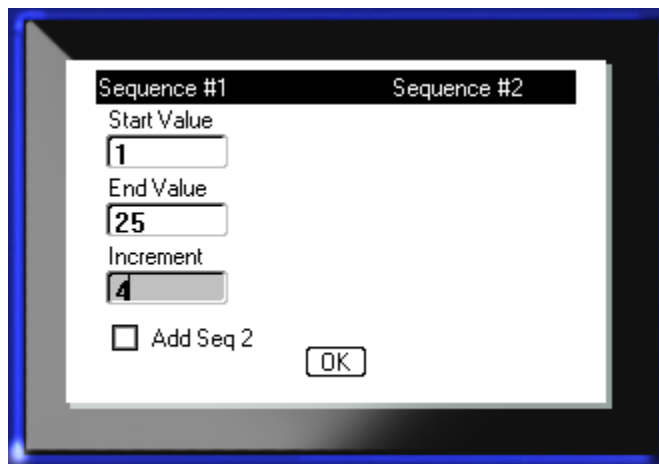 Sequence #1 Sequence #2
Start Value
1
End Value
25
Increment
4
Add Seq 2
OK